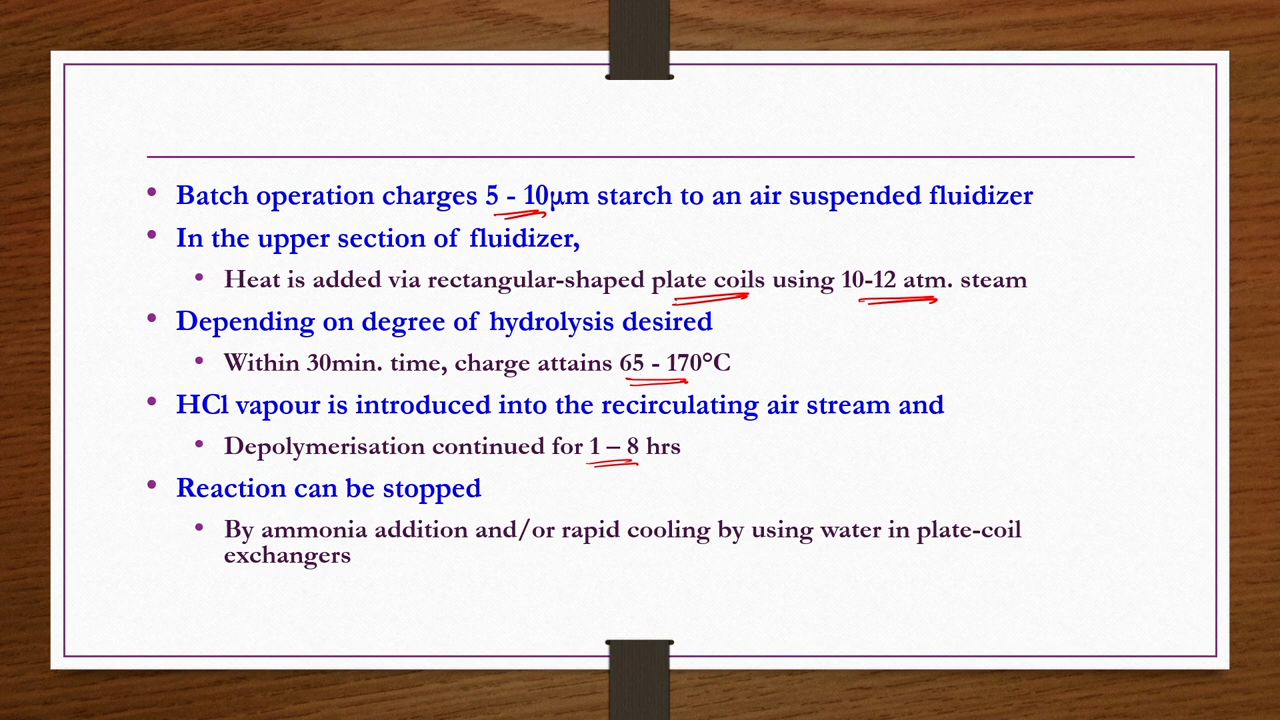 • Batch operation charges 5 - 10μm starch to an air suspended fluidizer
• In the upper section of fluidizer,
• Heat is added via rectangular-shaped plate coils using 10-12 atm. steam
• Depending on degree of hydrolysis desired
• Within 30min. time, charge attains 65 - 170°C
• HCl vapour is introduced into the recirculating air stream and
• Depolymerisation continued for 1 – 8 hrs
• Reaction can be stopped
• By ammonia addition and/or rapid cooling by using water in plate-coil
exchangers